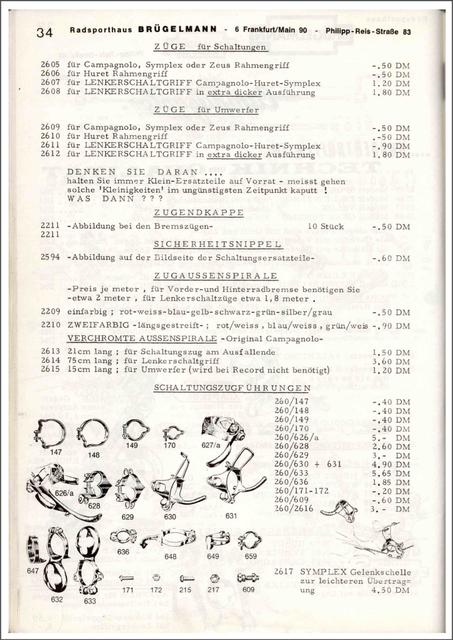 34 Radsporthaus BRÜGELMANN - 6 Frankfurt/Main 90 - Philipp-Reis-Straße 83
ZÜGE für Schaltungen
2605 für Campagnolo, Symplex oder Zeus Rahmengriff -.50 DM
2606 für Huret Rahmengriff -.50 DM
2607 für LENKERSCHALTGRIFF Campagnolo-Huret-Symplex 1.20 DM
2608 für LENKERSCHALTGRIFF in extra dicker Ausführung 1,80 DM
ZÜGE für Umwerfer
2609 für Campagnolo, Symplex oder Zeus Rahmengriff -.50 DM
2610 für Huret Rahmengriff -50 DM
2611 für LENKERSCHALTGRIFF Campagnolo-Huret-Symplex -.90 DM
2612 für LENKERSCHALTGRIFF in extra dicker Ausführung 1.80 DM
DENKEN SIE DARAN ....
halten Sie immer Klein-Ersatzteile auf Vorrat - meisst gehen
solche 'Kleinigkeiten' im ungünstigsten Zeitpunkt kaputt !
WAS DANN ? ? ?
ZUGENDKAPPE
2211 -Abbildung bei den Bremszügen- 10 Stück -.50 DM
2211
SICHERHEITSNIPPEL
2594 -Abbildung auf der Bildseite der Schaltungsersatzteile- -.60 DM
ZUGAUSSENSPIRALE
-Preis je meter , für Vorder-und Hinterradbremse benötigen Sie
-etwa 2 meter , für Lenkerschaltzüge etwa 1,8 meter .
2209 einfarbig ; rot-weiss-blau-gelb-schwarz-grün-silber/grau -.50 DM
2210 ZWEIFARBIG -längsgestreift- ; rot/weiss , blau/weiss , grün/weis -,90 DM
VERCHROMTE AUSSENSPIRALE -Original Campagnolo-
2613 21cm lang ; für Schaltungszug am Ausfallende 1,50 DM
2614 75cm lang ; für Lenkerschaltgriff 3,60 DM
2615 15cm lang ; für Umwerfer (wird bei Record nicht benötigt) 1,20 DM
SCHALTUNGSZUGFÜHRUNGEN
260/147 -.40 DM
260/148 -.40 DM
260/149 -.40 DM
260/170 -.40 DM
260/626/a 5.- DM
260/628 2,60 DM
260/629 3.- DM
260/630 + 631 4,90 DM
260/633 5,65 DM
260/636 1,85 DM
260/171-172 -.20 DM
260/609 -.60 DM
260/2616 3.- DM
147 148 149 170 627/a
626/a 628 629 630 631
647 636 648 649 659
632 633 171 172 215 217 609
2617 SYMPLEX Gelenkschelle
zur leichteren Übertrag=
ung 4,50 DM